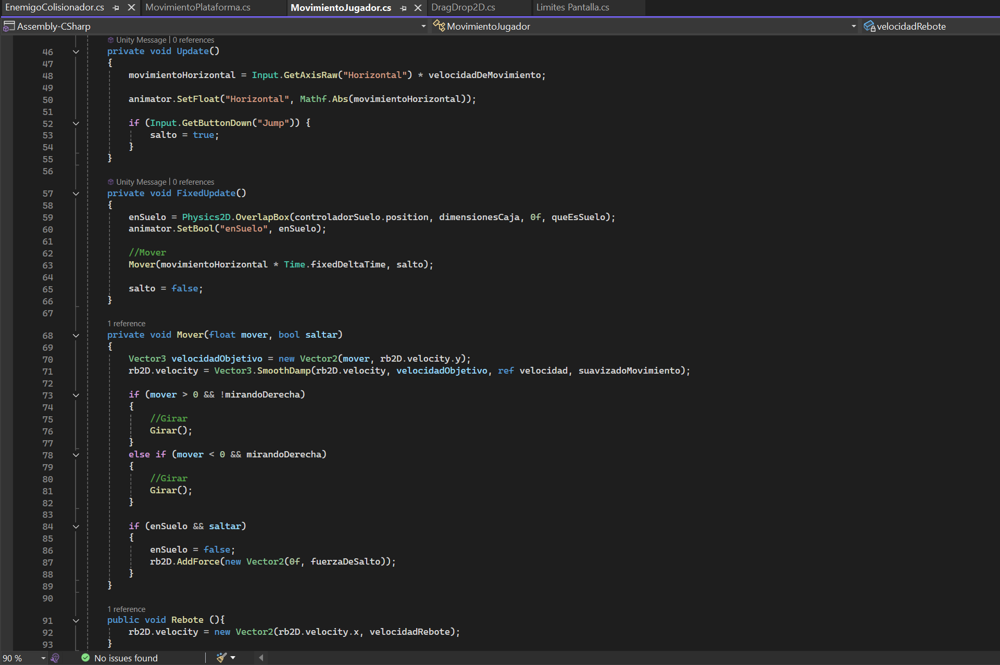 EnemigoColisionador.cs MovimientoPlataforma.cs MovimientoJugador.cs DragDrop2D.cs Limites Pantalla.cs
Assembly-CSharp MovimientoJugador velocidadRebote
Unity Message | 0 references
46 private void Update()
47 {
48 movimientoHorizontal = Input.GetAxisRaw("Horizontal") * velocidadDeMovimiento;
49
50 animator.SetFloat("Horizontal", Mathf.Abs(movimientoHorizontal));
51
52 if (Input.GetButtonDown("Jump")) {
53 salto = true;
54 }
55 }
56
Unity Message | 0 references
57 private void FixedUpdate()
58 {
59 enSuelo = Physics2D.OverlapBox(controladorSuelo.position, dimensionesCaja, 0f, queEsSuelo);
60 animator.SetBool("enSuelo", enSuelo);
61
62 //Mover
63 Mover(movimientoHorizontal * Time.fixedDeltaTime, salto);
64
65 salto = false;
66 }
67
1 reference
68 private void Mover(float mover, bool saltar)
69 {
70 Vector3 velocidadObjetivo = new Vector2(mover, rb2D.velocity.y);
71 rb2D.velocity = Vector3.SmoothDamp(rb2D.velocity, velocidadObjetivo, ref velocidad, suavizadoMovimiento);
72
73 if (mover > 0 && !mirandoDerecha)
74 {
75 //Girar
76 Girar();
77 }
78 else if (mover < 0 && mirandoDerecha)
79 {
80 //Girar
81 Girar();
82 }
83
84 if (enSuelo && saltar)
85 {
86 enSuelo = false;
87 rb2D.AddForce(new Vector2(0f, fuerzaDeSalto));
88 }
89 }
90
1 reference
91 public void Rebote (){
92 rb2D.velocity = new Vector2(rb2D.velocity.x, velocidadRebote);
93 }
90 % No issues found